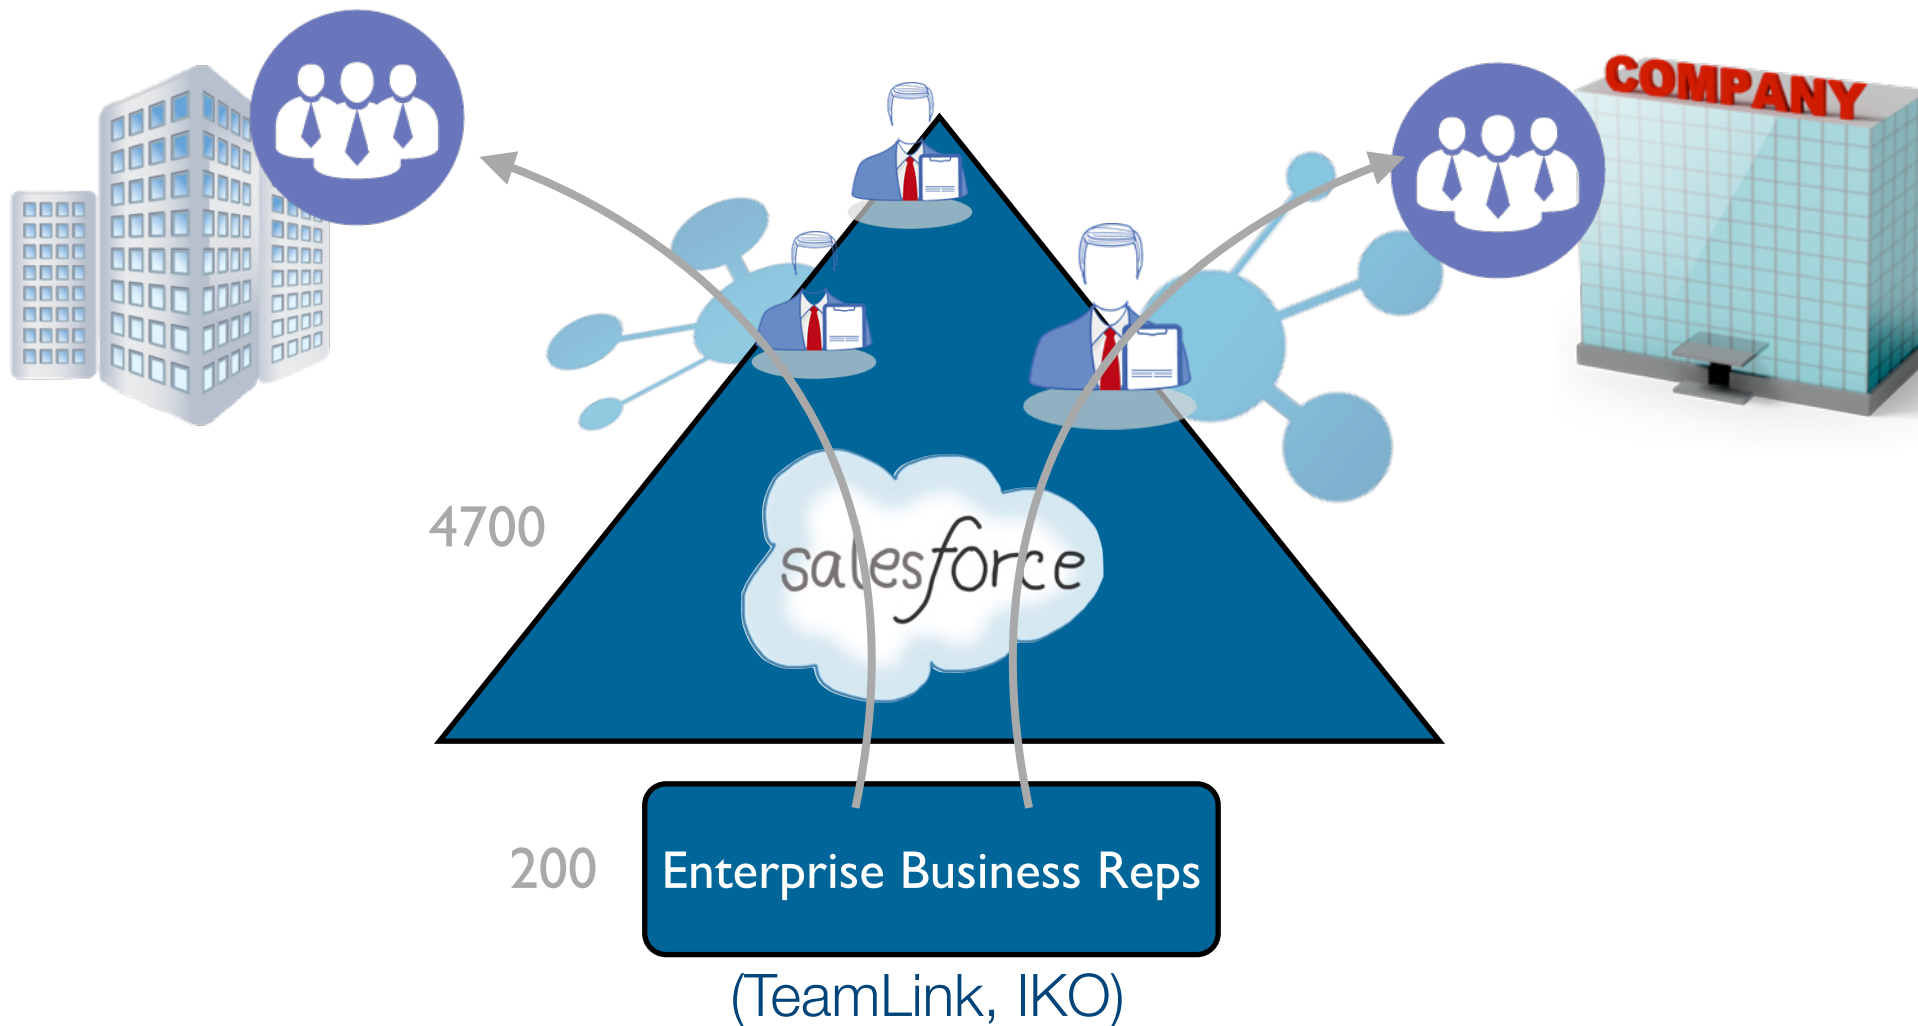 COMPANY
4700
salesforce
200
Enterprise Business Reps
(TeamLink, IKO)